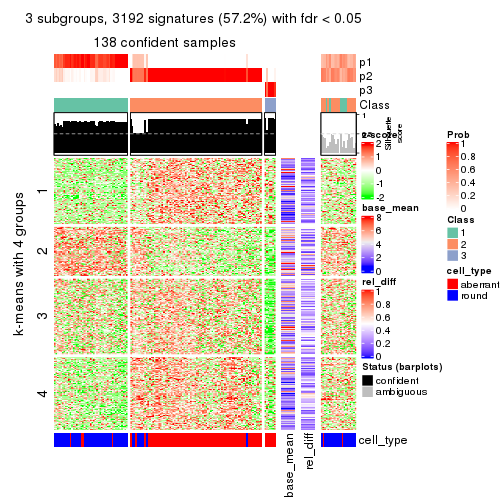 3 subgroups, 3192 signatures (57.2%) with fdr < 0.05
138 confident samples
p1
p2
p3
Class
1
Silhouette
score
z-score
2
1
0
-1
-2
base_mean
8
6
4
2
0
rel_diff
1
0.8
0.6
0.4
0.2
0
Status (barplots)
confident
ambiguous
Prob
1
0.8
0.6
0.4
0.2
0
Class
1
2
3
cell_type
aberrant
round
k-means with 4 groups
1
2
3
4
cell_type
base_mean
rel_diff